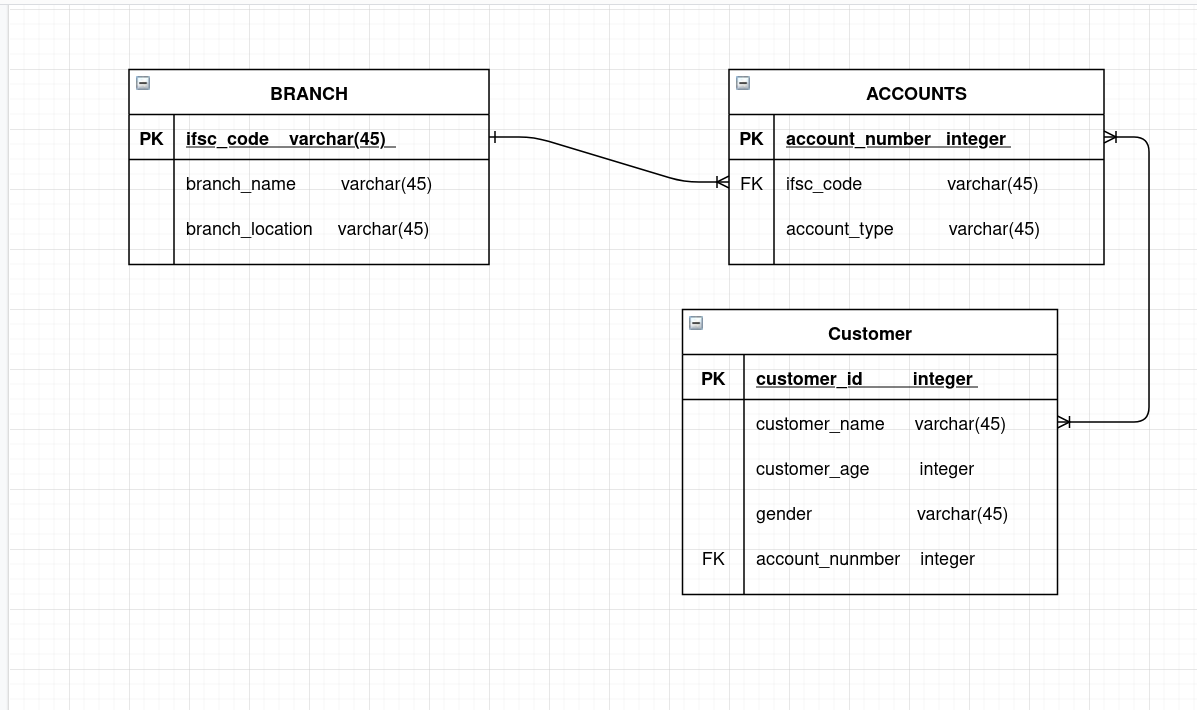 BRANCH
PK ifsc_code varchar(45)
branch_name varchar(45)
branch_location varchar(45)
ACCOUNTS
PK account_number integer
FK ifsc_code varchar(45)
account_type varchar(45)
Customer
PK customer_id integer
customer_name varchar(45)
customer_age integer
gender varchar(45)
FK account_nunmber integer